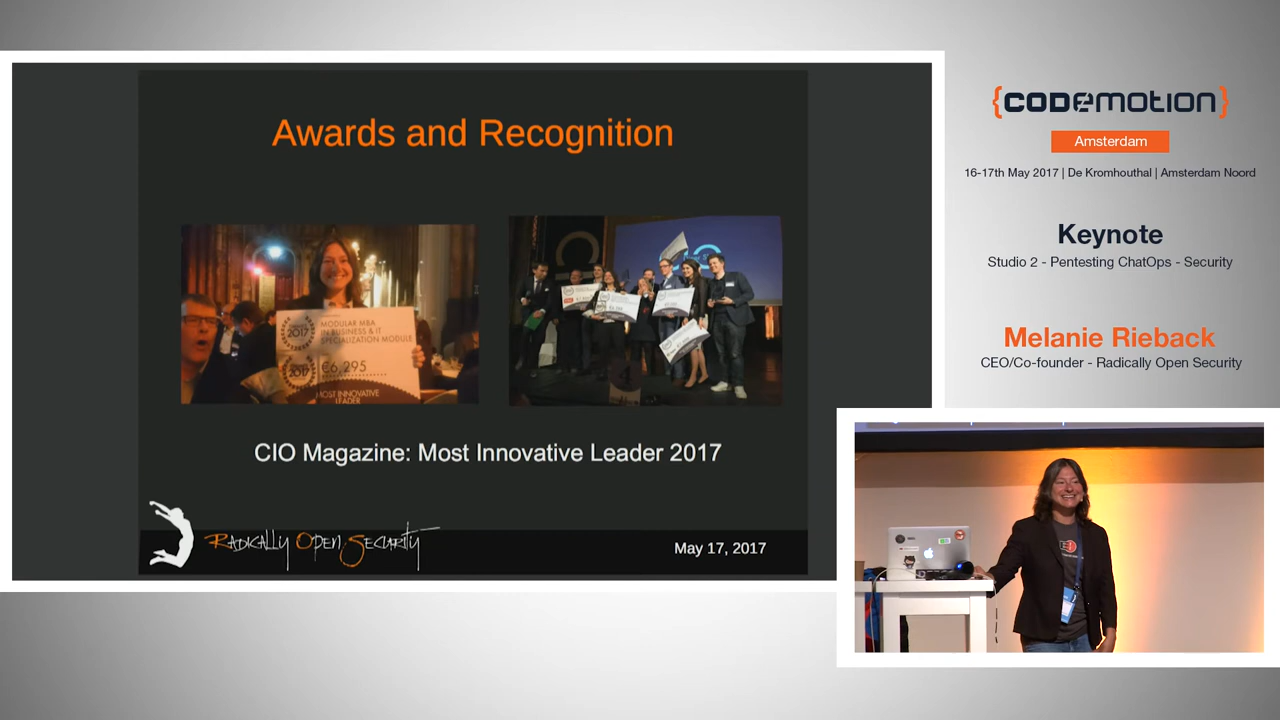 Awards and Recognition
2017
MODULAR MBA
IN BUSINESS & IT
SPECIALIZATION MODULE
€6,295
MOST INNOVATIVE
LEADER
CIO Magazine: Most Innovative Leader 2017
RADICALLY OPEN SECURITY
May 17, 2017
{CODEMOTION}
Amsterdam
16-17th May 2017 | De Kromhouthal | Amsterdam Noord
Keynote
Studio 2 - Pentesting ChatOps - Security
Melanie Rieback
CEO/Co-founder - Radically Open Security